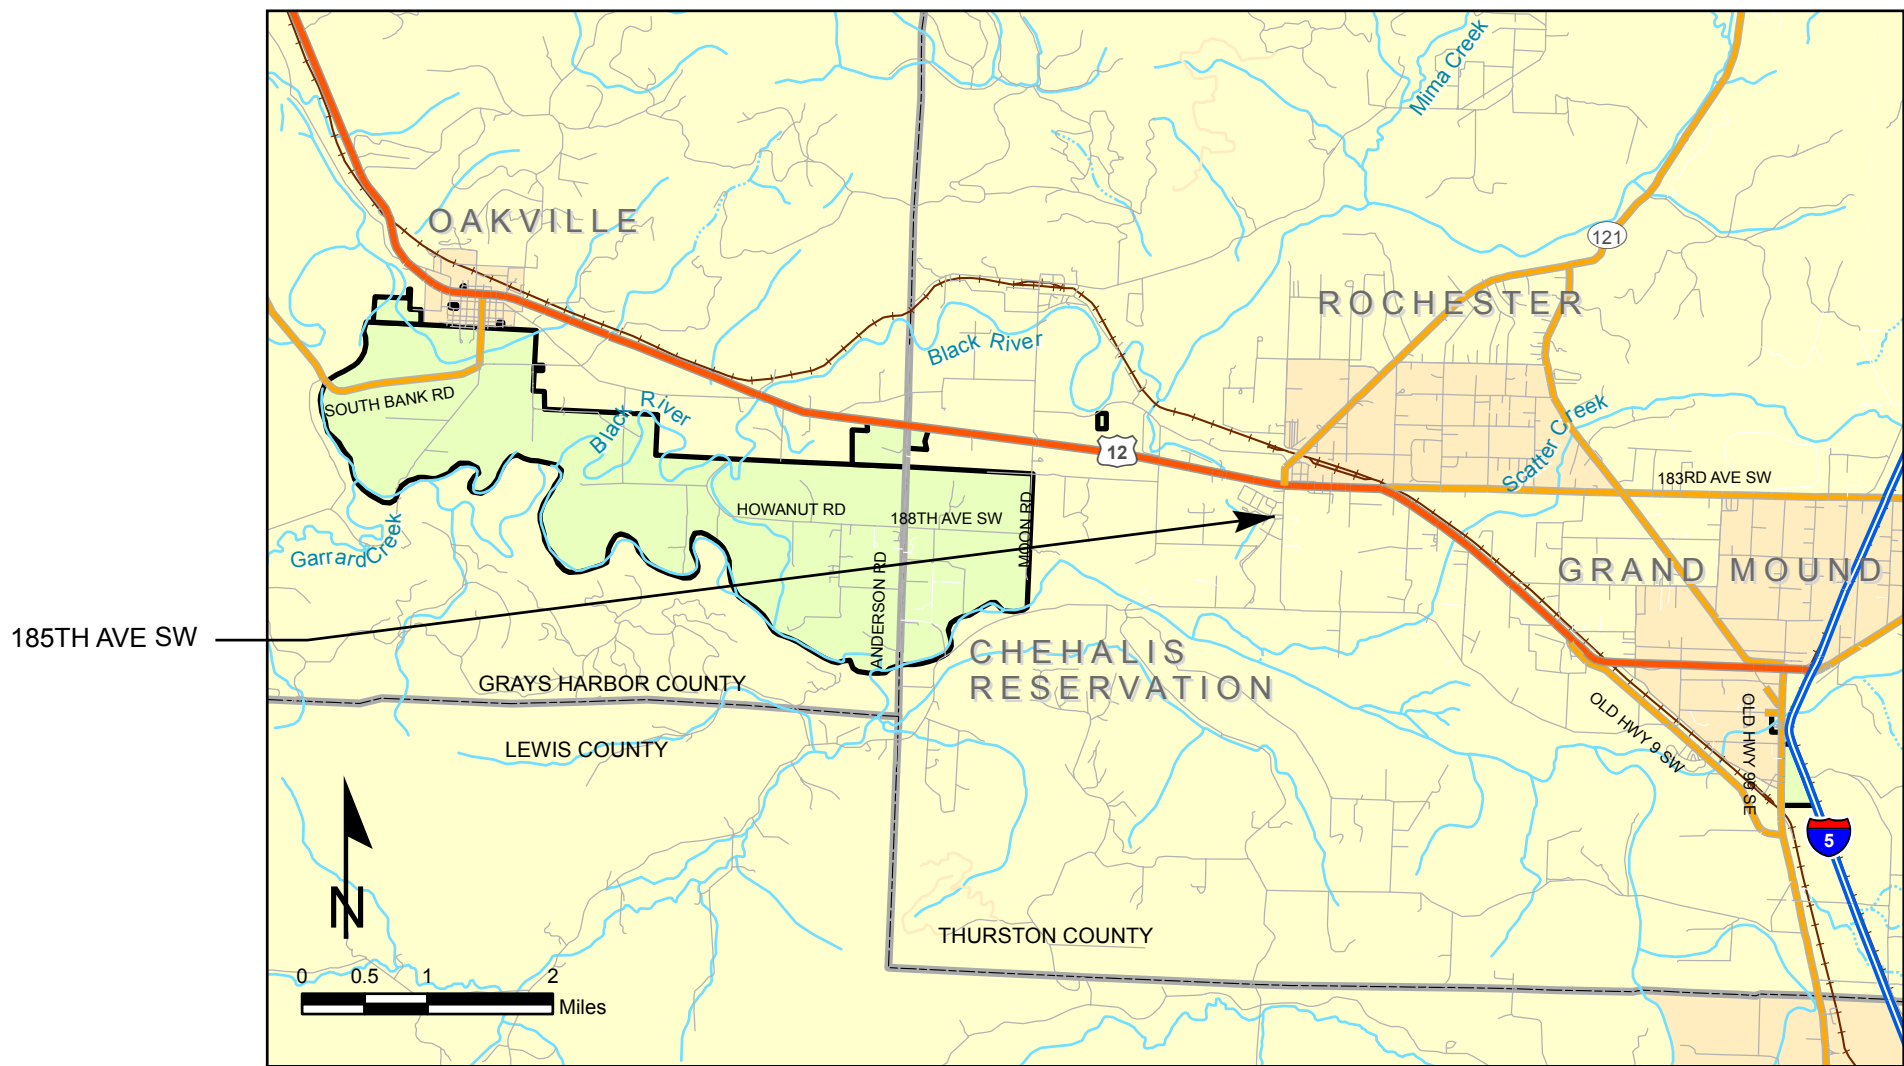 Mima Creek
OAKVILLE
121
ROCHESTER
Black River
SOUTH BANK RD
Black River
Scatter Creek
12
183RD AVE SW
HOWANUT RD
188TH AVE SW
MOON RD
Garrard Creek
GRAND MOUND
ANDERSON RD
185TH AVE SW
CHEHALIS
RESERVATION
GRAYS HARBOR COUNTY
OLD HWY 9 SW
OLD HWY 99 SE
LEWIS COUNTY
5
N
THURSTON COUNTY
0 0.5 1 2
Miles